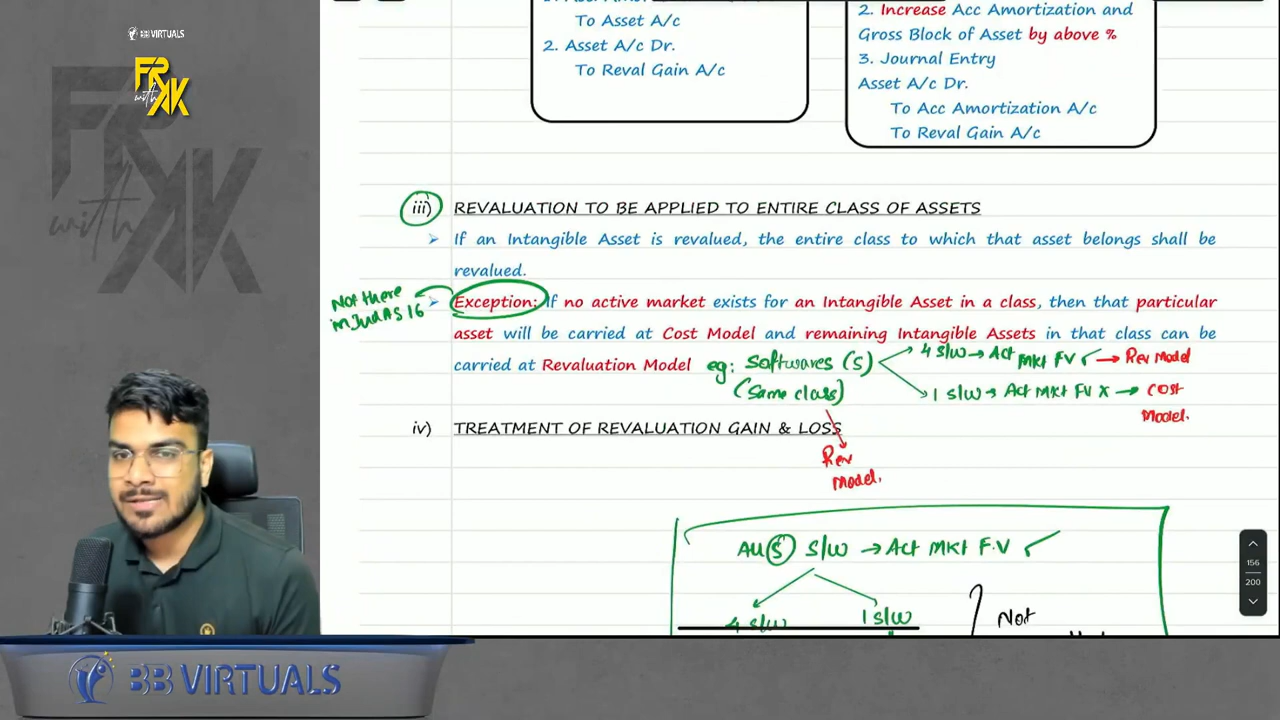 BB VIRTUALS
FR
with
AK
FR
with
AK
To Asset A/c
2. Asset A/c Dr.
To Reval Gain A/c
2. Increase Acc Amortization and
Gross Block of Asset by above %
3. Journal Entry
Asset A/c Dr.
To Acc Amortization A/c
To Reval Gain A/c
iii) REVALUATION TO BE APPLIED TO ENTIRE CLASS OF ASSETS
➢ If an Intangible Asset is revalued, the entire class to which that asset belongs shall be
revalued.
Not there
in Ind AS 16
➢ Exception: If no active market exists for an Intangible Asset in a class, then that particular
asset will be carried at Cost Model and remaining Intangible Assets in that class can be
carried at Revaluation Model
eg: Softwares (5)
(Same class)
4 S/W → Act Mkt FV ✓ → Rev Model
1 S/W → Act Mkt FV X → Cost
Model.
iv) TREATMENT OF REVALUATION GAIN & LOSS
Rev
Model.
All 5 S/W → Act Mkt F.V ✓
4 S/W
1 S/W
Not
156
200
BB VIRTUALS